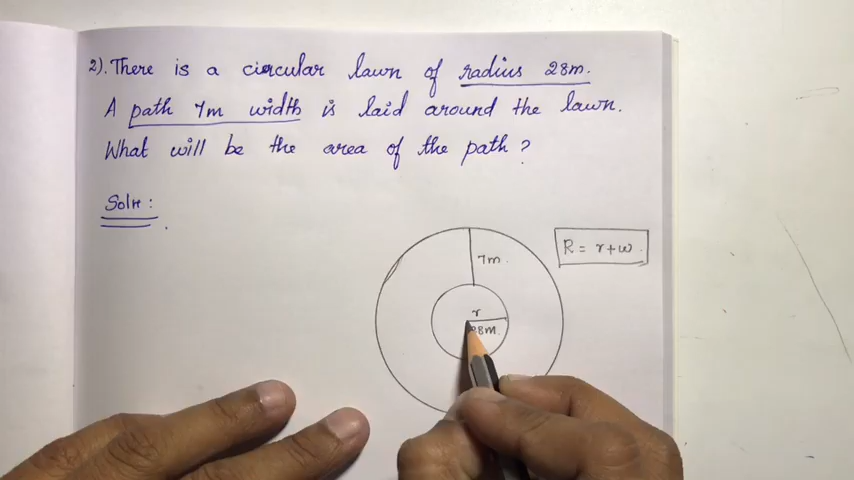 2). There is a circular lawn of radius 28m.
A path 7m width is laid around the lawn.
What will be the area of the path?
Soln:
R = r+w
7m.
r
28m.